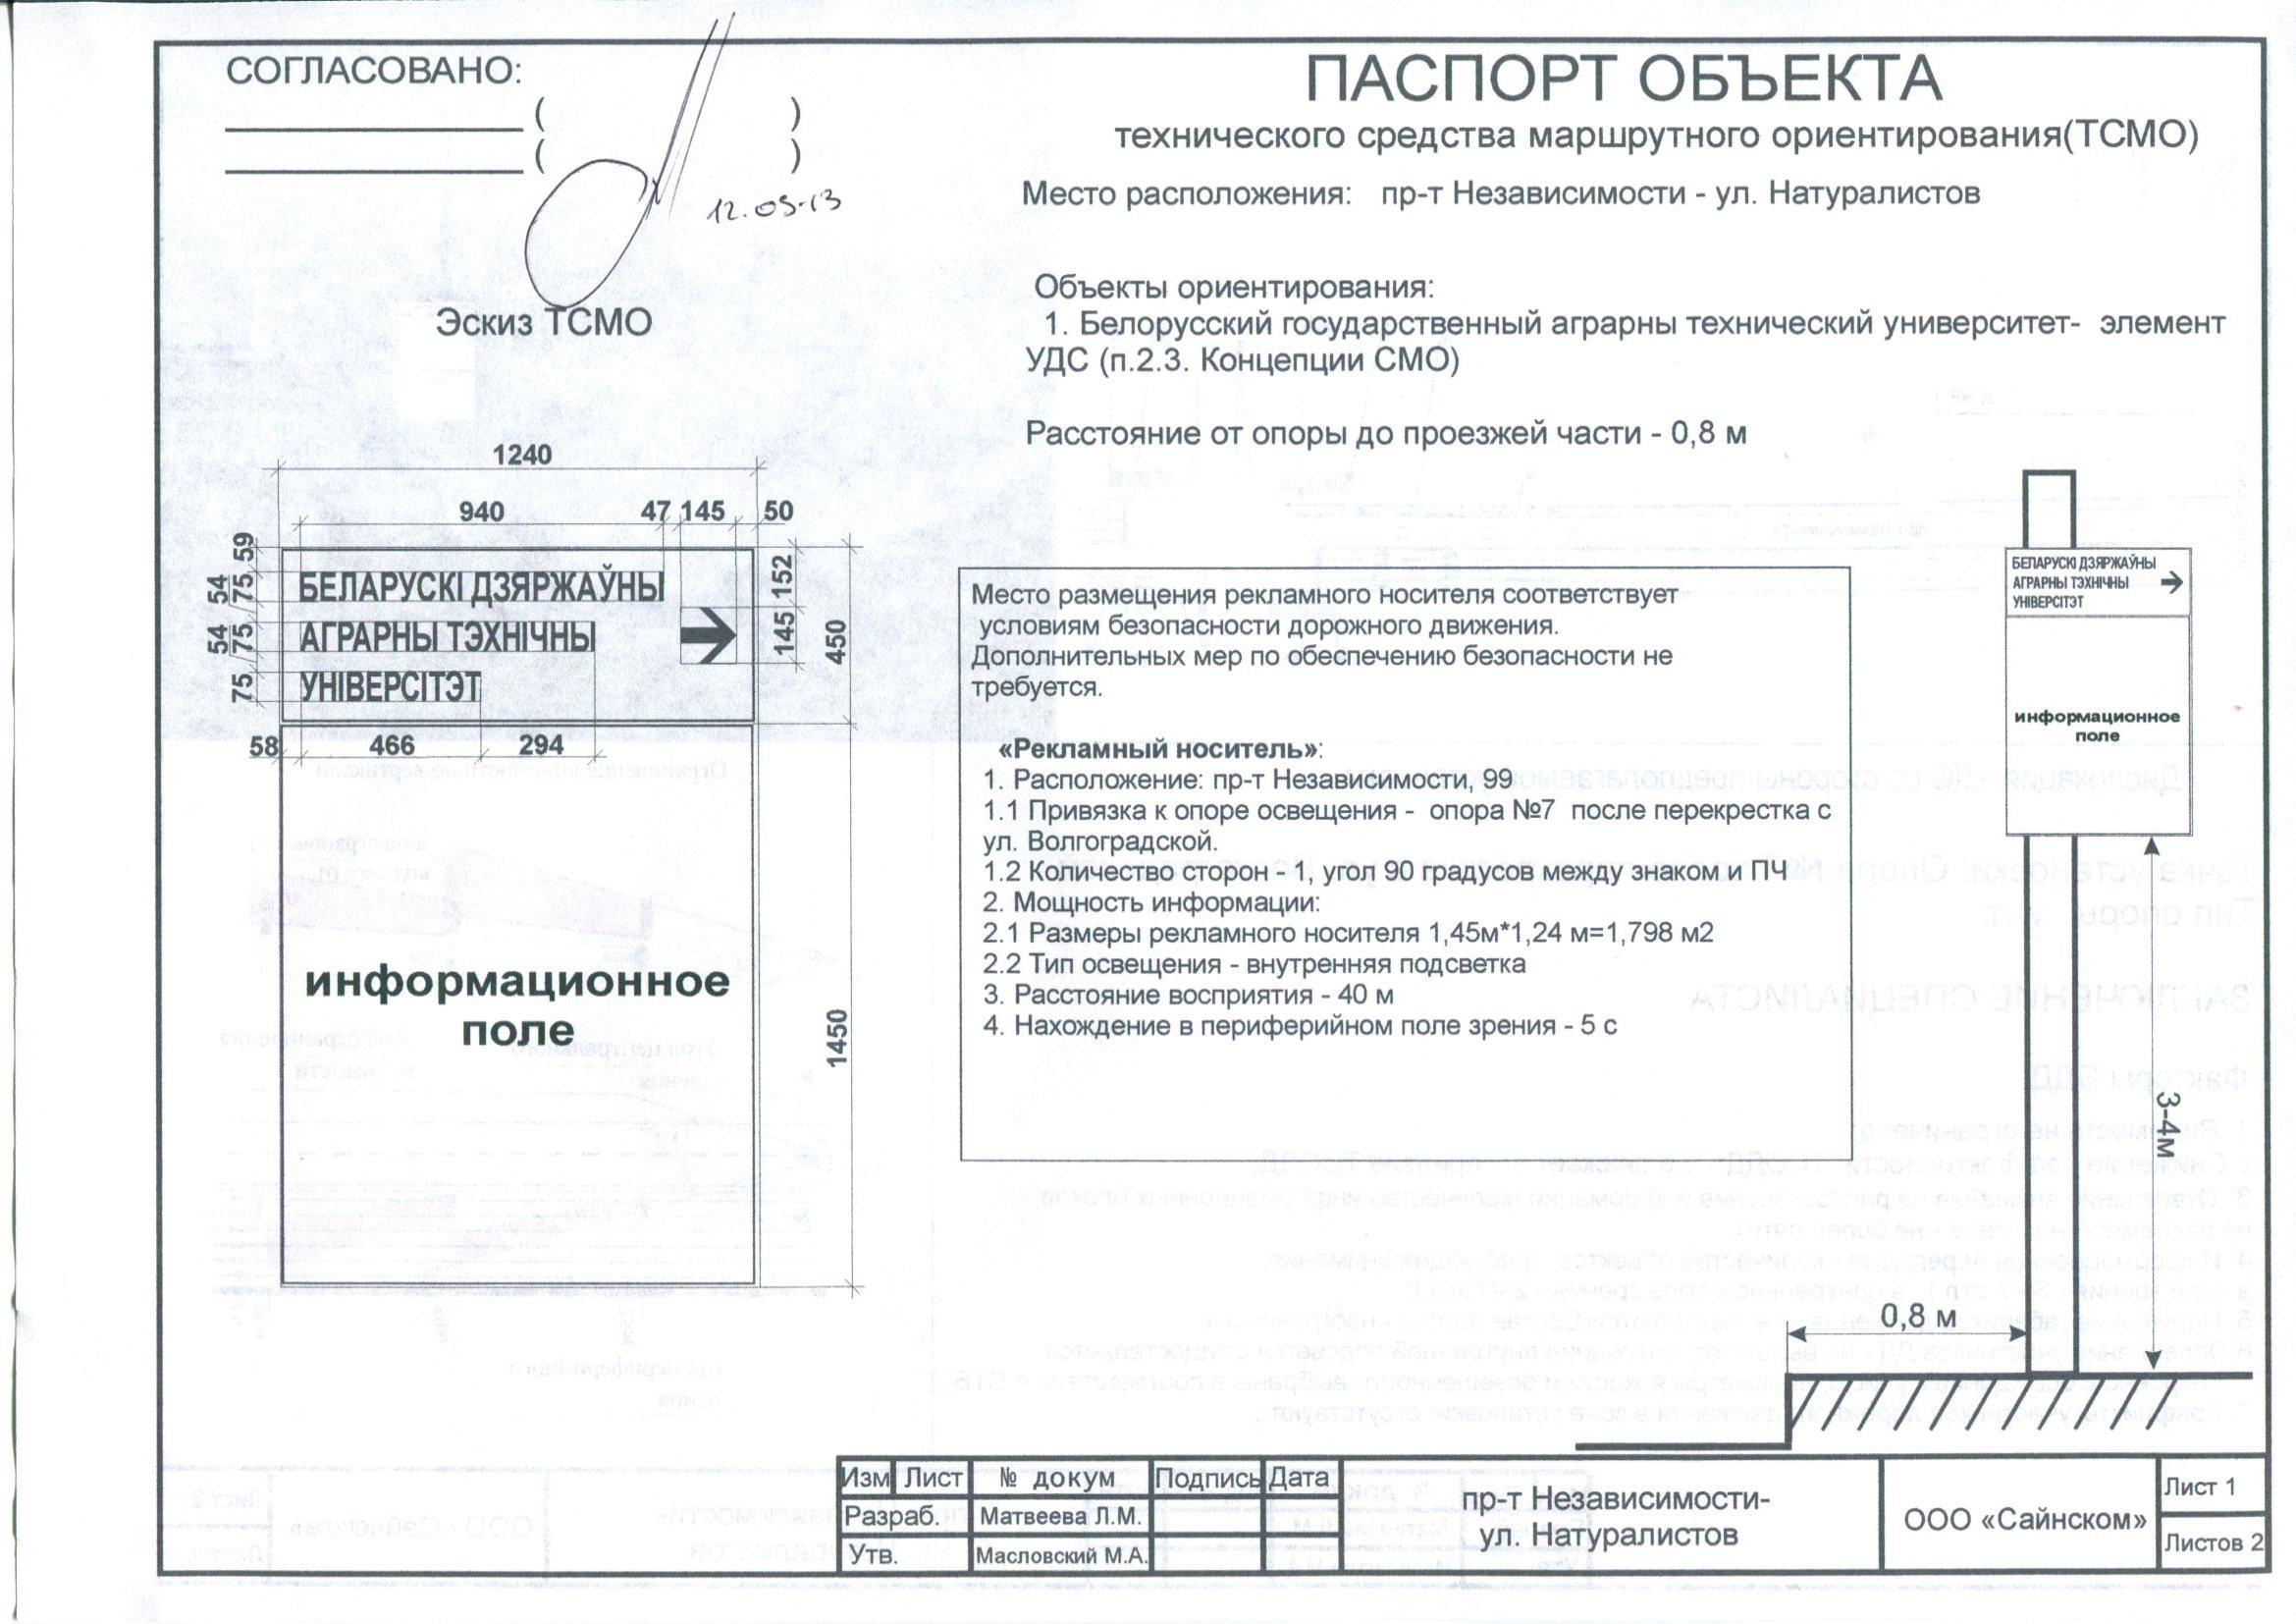 СОГЛАСОВАНО:
( )
( )
12.09.13
ПАСПОРТ ОБЪЕКТА
технического средства маршрутного ориентирования(ТСМО)
Место расположения: пр-т Независимости - ул. Натуралистов
Объекты ориентирования:
1. Белорусский государственный аграрны технический университет- элемент
УДС (п.2.3. Концепции СМО)
Расстояние от опоры до проезжей части - 0,8 м
Эскиз ТСМО
1240
940 47 145 50
59
75
54
75
54
75
БЕЛАРУСКІ ДЗЯРЖАЎНЫ
АГРАРНЫ ТЭХНІЧНЫ
УНІВЕРСІТЭТ
152
145
450
58 466 294
информационное
поле
1450
Место размещения рекламного носителя соответствует
условиям безопасности дорожного движения.
Дополнительных мер по обеспечению безопасности не
требуется.
«Рекламный носитель»:
1. Расположение: пр-т Независимости, 99
1.1 Привязка к опоре освещения - опора №7 после перекрестка с
ул. Волгоградской.
1.2 Количество сторон - 1, угол 90 градусов между знаком и ПЧ
2. Мощность информации:
2.1 Размеры рекламного носителя 1,45м*1,24 м=1,798 м2
2.2 Тип освещения - внутренняя подсветка
3. Расстояние восприятия - 40 м
4. Нахождение в периферийном поле зрения - 5 с
БЕЛАРУСКІ ДЗЯРЖАЎНЫ
АГРАРНЫ ТЭХНІЧНЫ
УНІВЕРСІТЭТ
информационное
поле
3-4м
0,8 м
Изм Лист № докум Подпись Дата
Разраб. Матвеева Л.М.
Утв. Масловский М.А.
пр-т Независимости-
ул. Натуралистов
ООО «Сайнском»
Лист 1
Листов 2